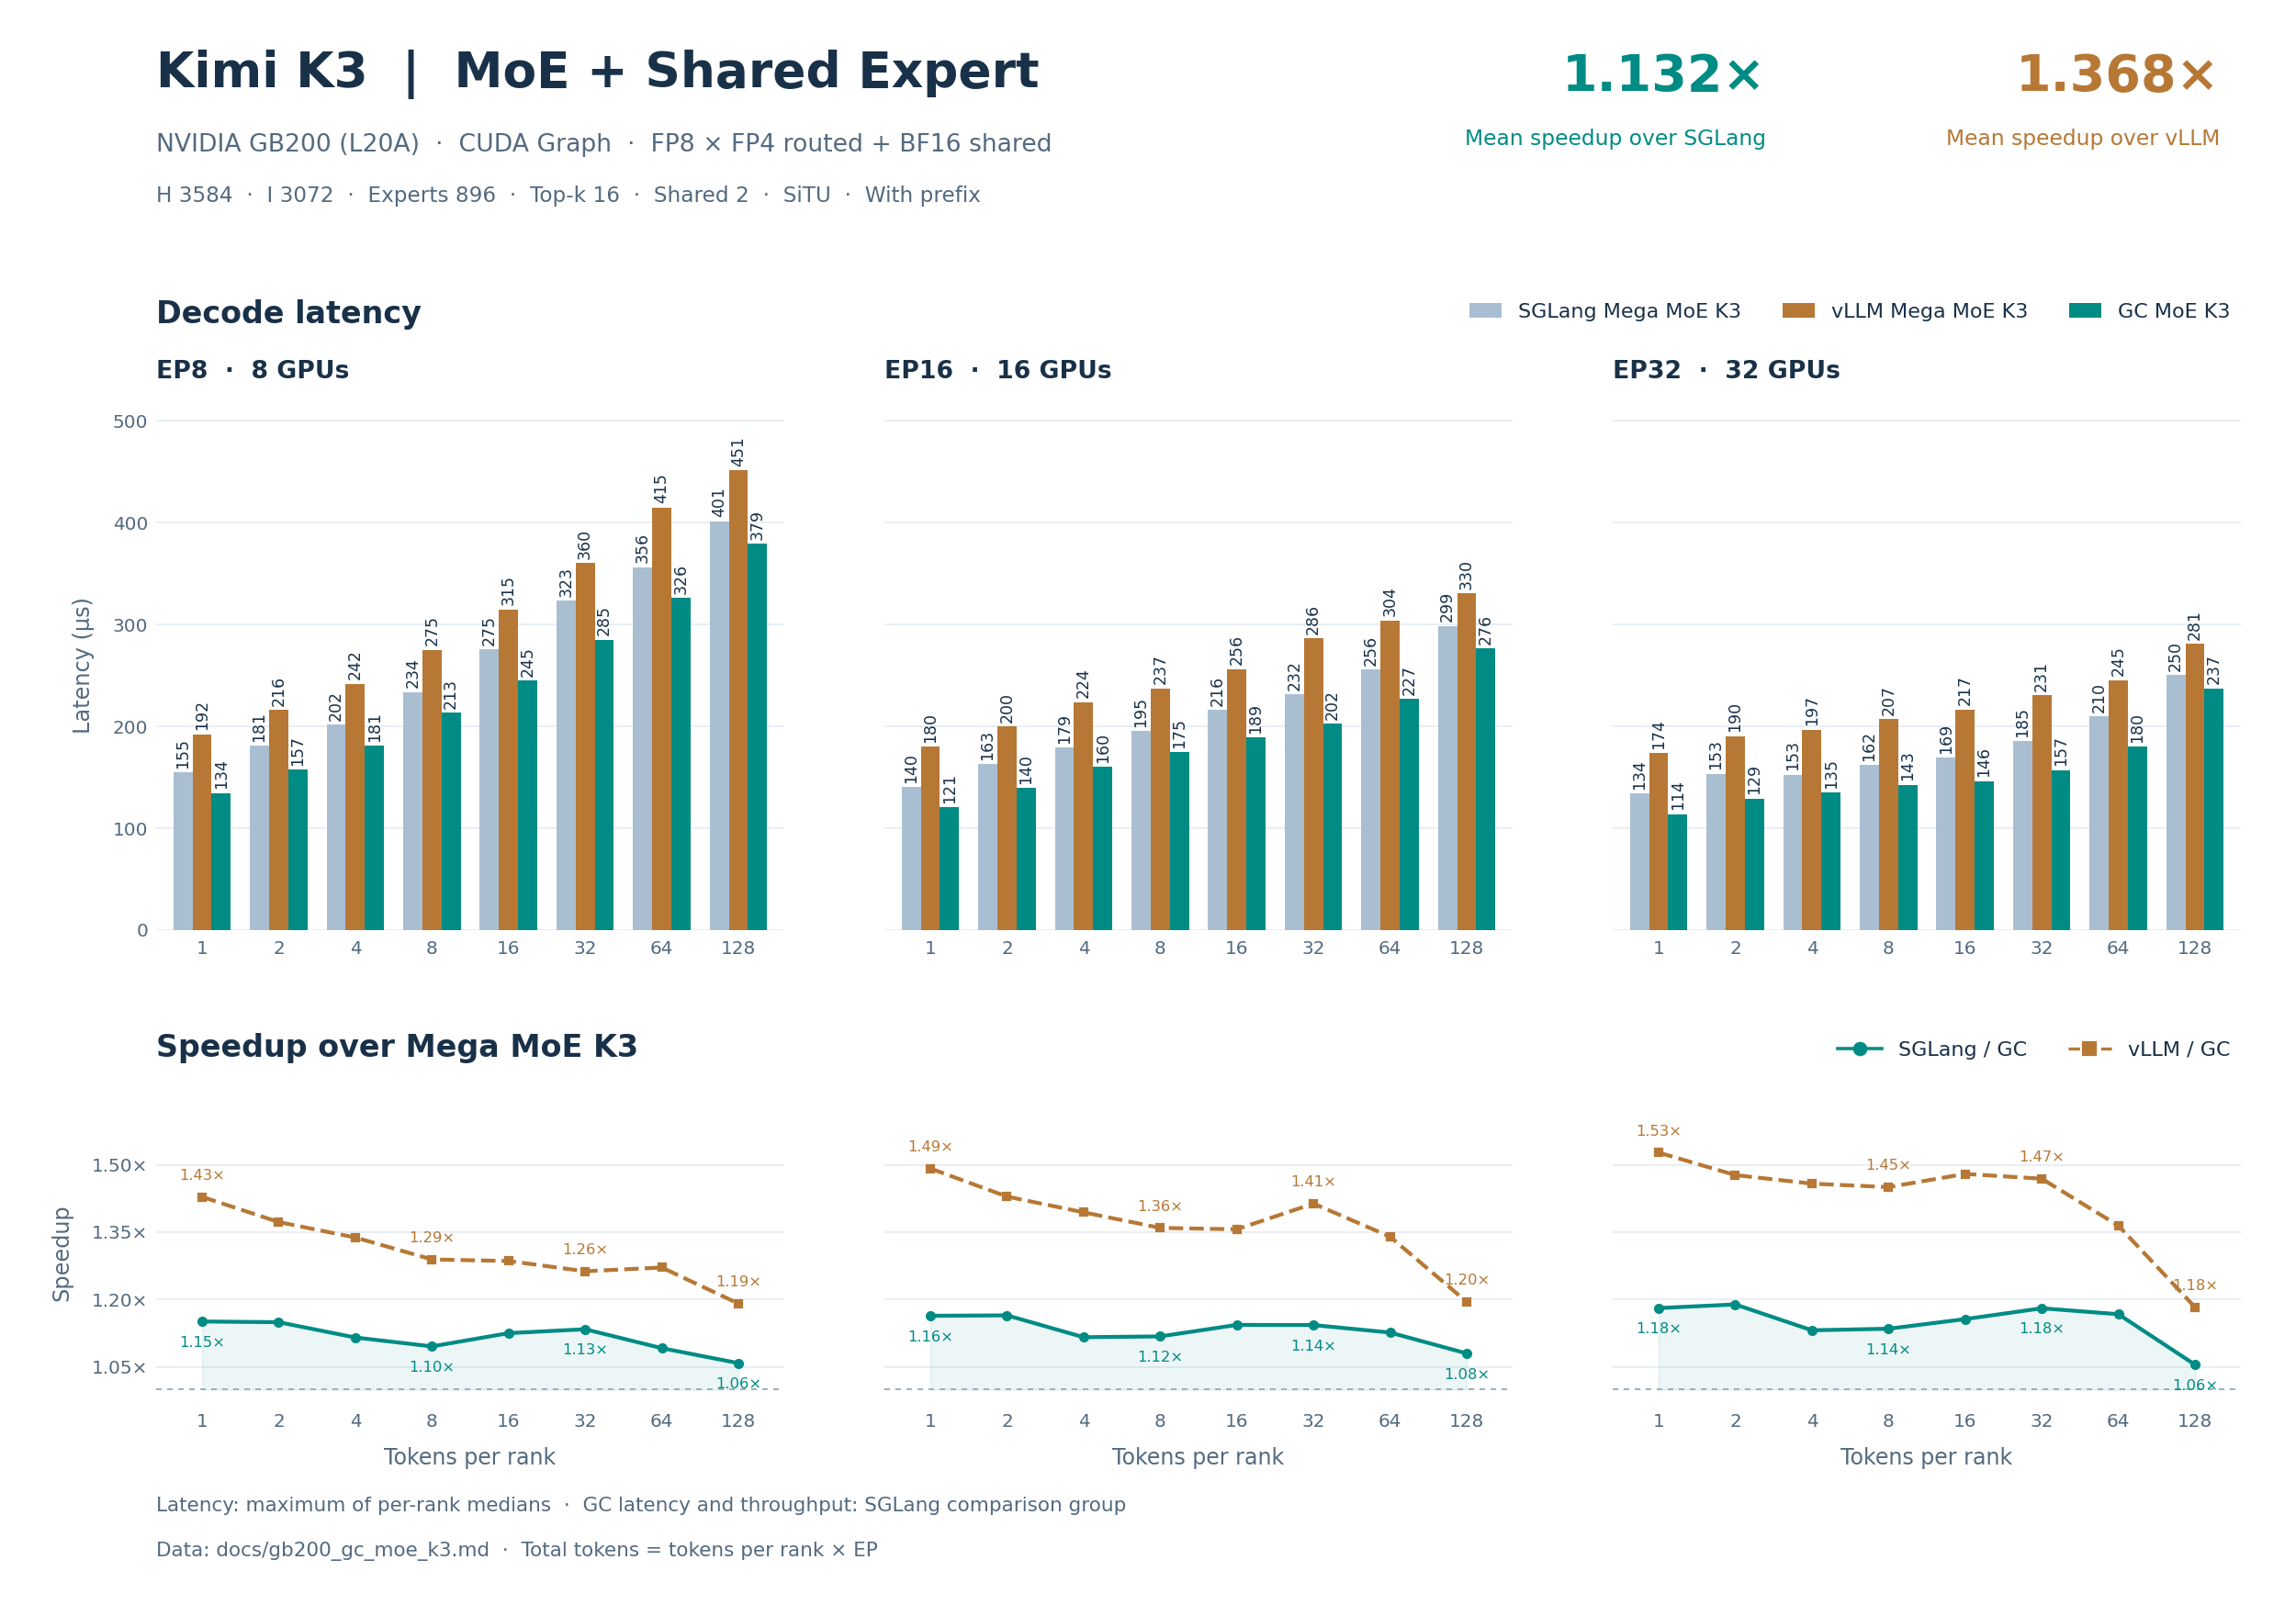 Kimi K3 | MoE + Shared Expert
1.132×
1.368×
NVIDIA GB200 (L20A) · CUDA Graph · FP8 × FP4 routed + BF16 shared
Mean speedup over SGLang
Mean speedup over vLLM
H 3584 · I 3072 · Experts 896 · Top-k 16 · Shared 2 · SiTU · With prefix
Decode latency
SGLang Mega MoE K3
vLLM Mega MoE K3
GC MoE K3
EP8 · 8 GPUs
Latency (µs)
500
400
300
200
100
0
155 192 134
181 216 157
202 242 181
234 275 213
275 315 245
323 360 285
356 415 326
401 451 379
1 2 4 8 16 32 64 128
EP16 · 16 GPUs
140 180 121
163 200 140
179 224 160
195 237 175
216 256 189
232 286 202
256 304 227
299 330 276
1 2 4 8 16 32 64 128
EP32 · 32 GPUs
134 174 114
153 190 129
153 197 135
162 207 143
169 217 146
185 231 157
210 245 180
250 281 237
1 2 4 8 16 32 64 128
Speedup over Mega MoE K3
SGLang / GC
vLLM / GC
Speedup
1.50×
1.35×
1.20×
1.05×
1.43× 1.29× 1.26× 1.19×
1.15× 1.10× 1.13× 1.06×
1 2 4 8 16 32 64 128
Tokens per rank
1.49× 1.36× 1.41× 1.20×
1.16× 1.12× 1.14× 1.08×
1 2 4 8 16 32 64 128
Tokens per rank
1.53× 1.45× 1.47× 1.18×
1.18× 1.14× 1.18× 1.06×
1 2 4 8 16 32 64 128
Tokens per rank
Latency: maximum of per-rank medians · GC latency and throughput: SGLang comparison group
Data: docs/gb200_gc_moe_k3.md · Total tokens = tokens per rank × EP